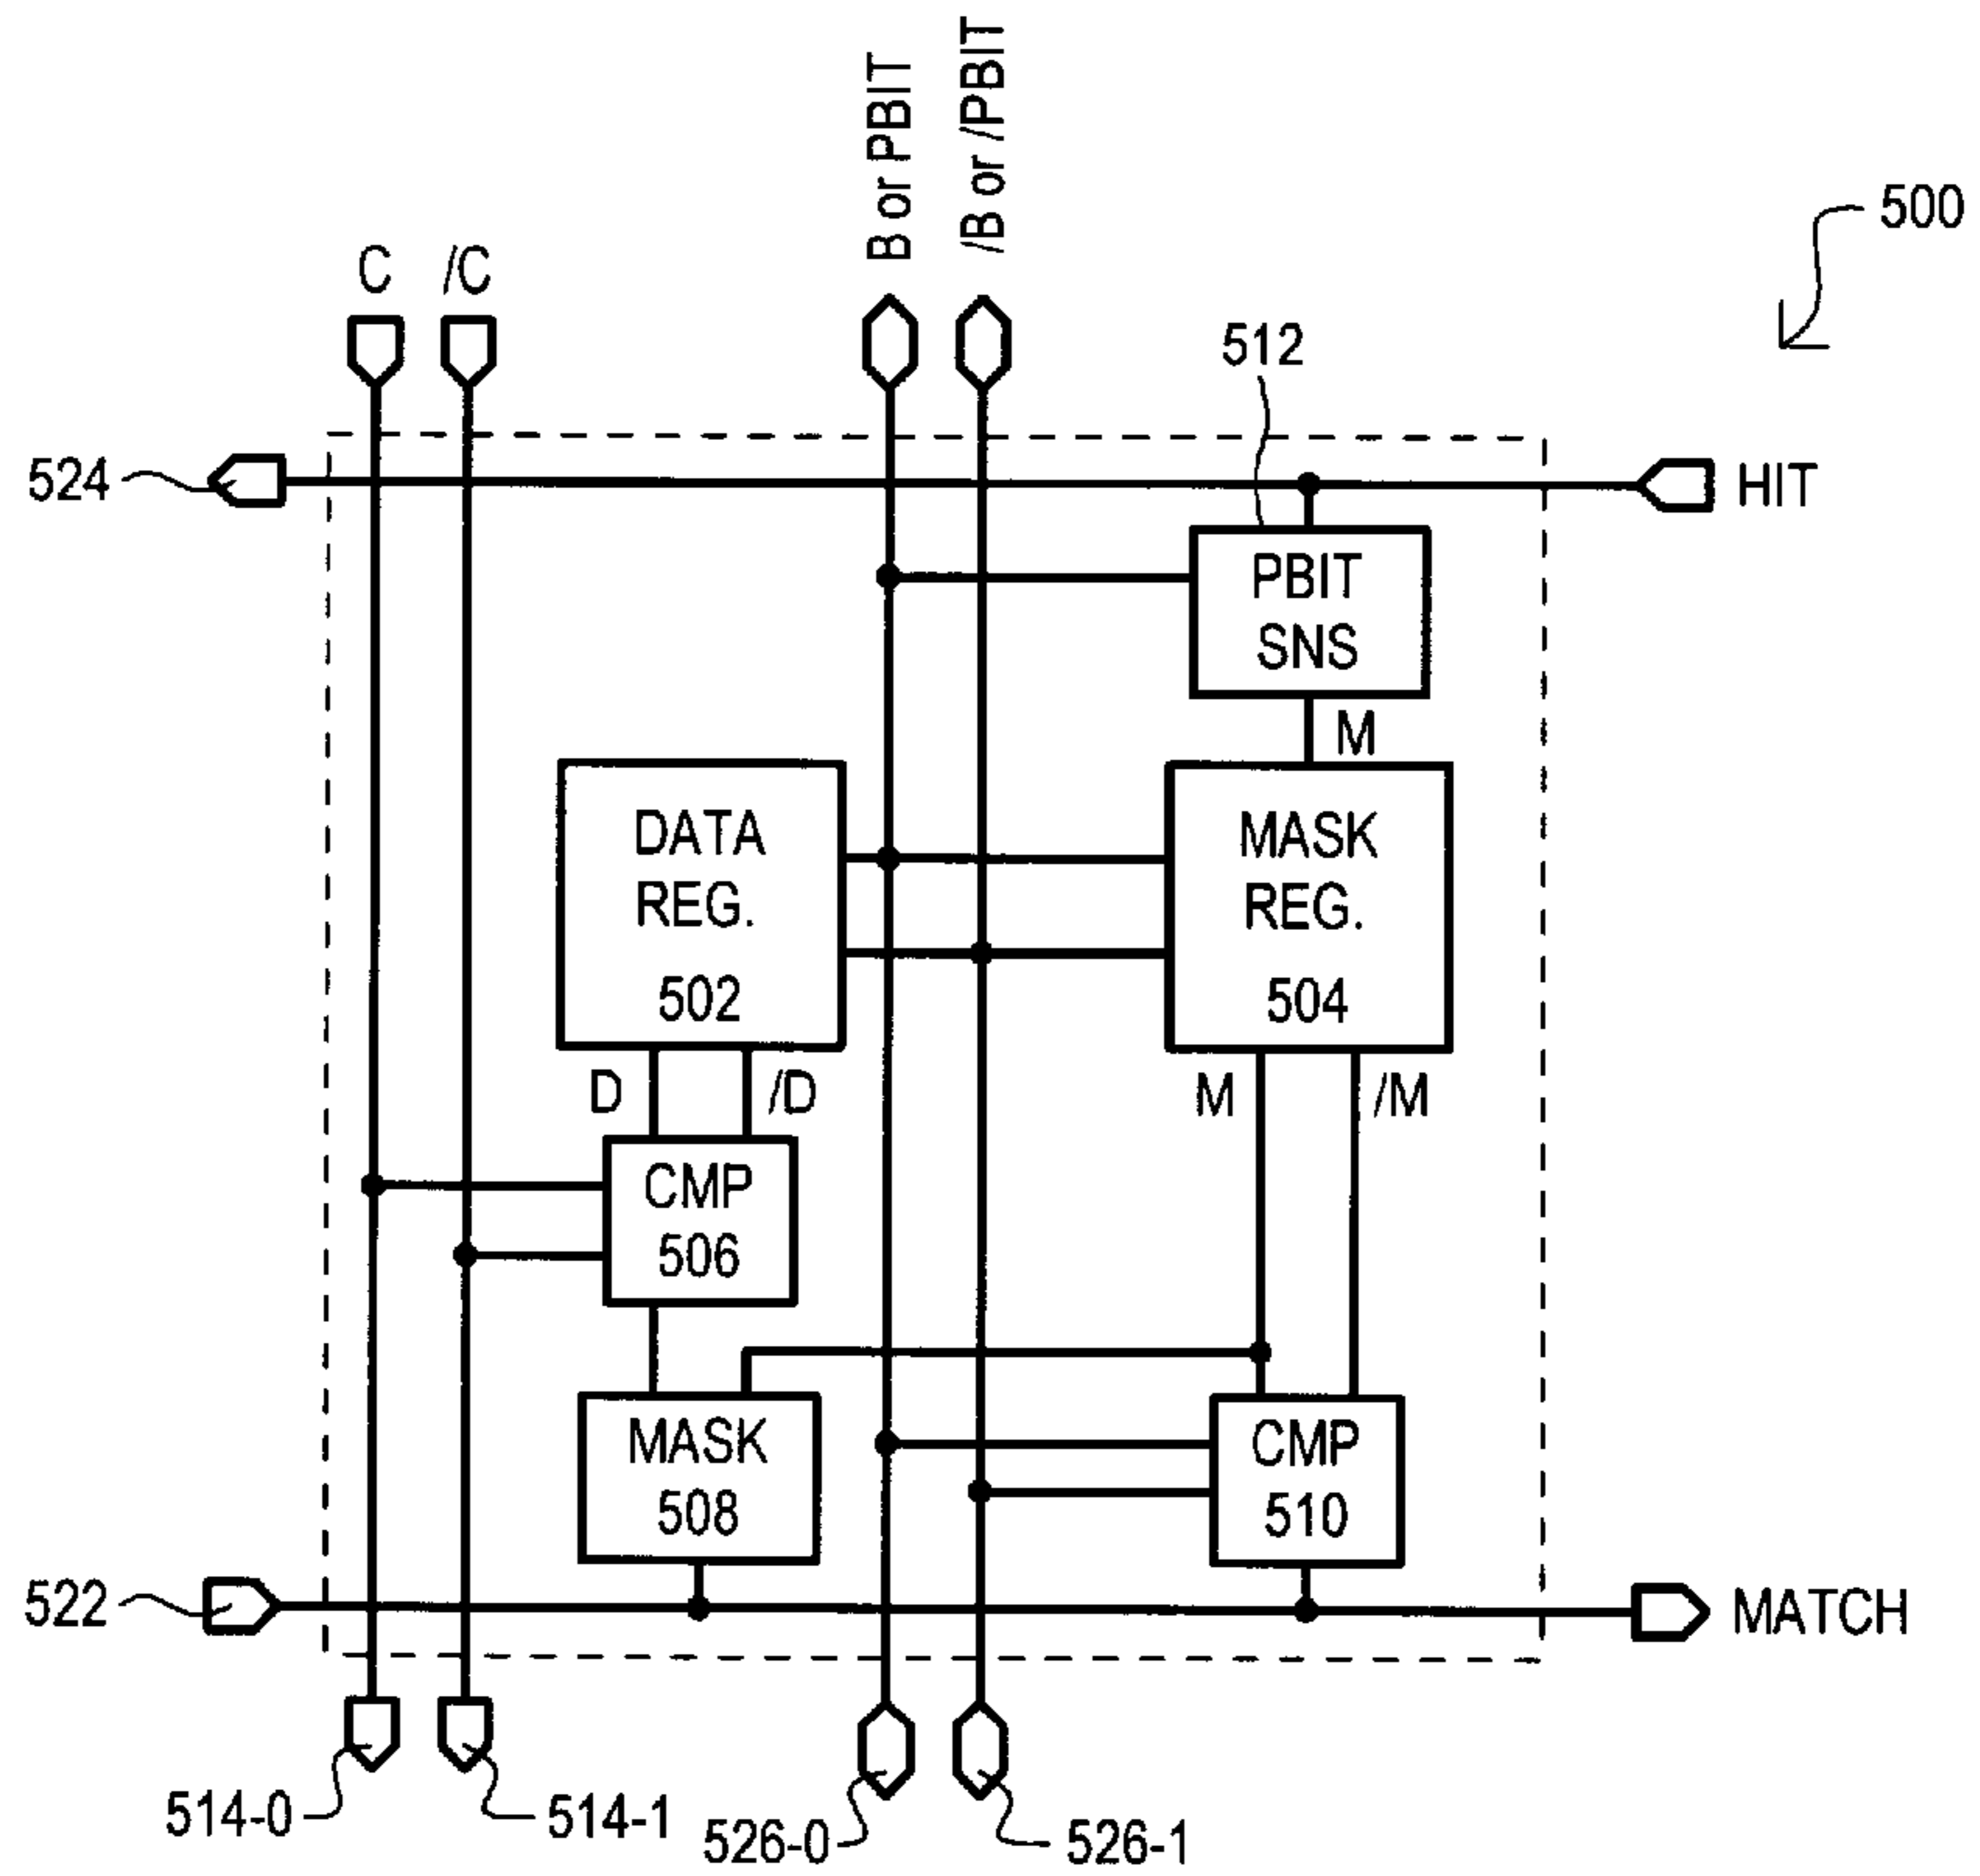 B or PBIT
/B or /PBIT
500
C
/C
512
524
HIT
PBIT
SNS
M
DATA
REG.
502
MASK
REG.
504
D
/D
M
/M
CMP
506
MASK
508
CMP
510
522
MATCH
514-0
514-1
526-0
526-1